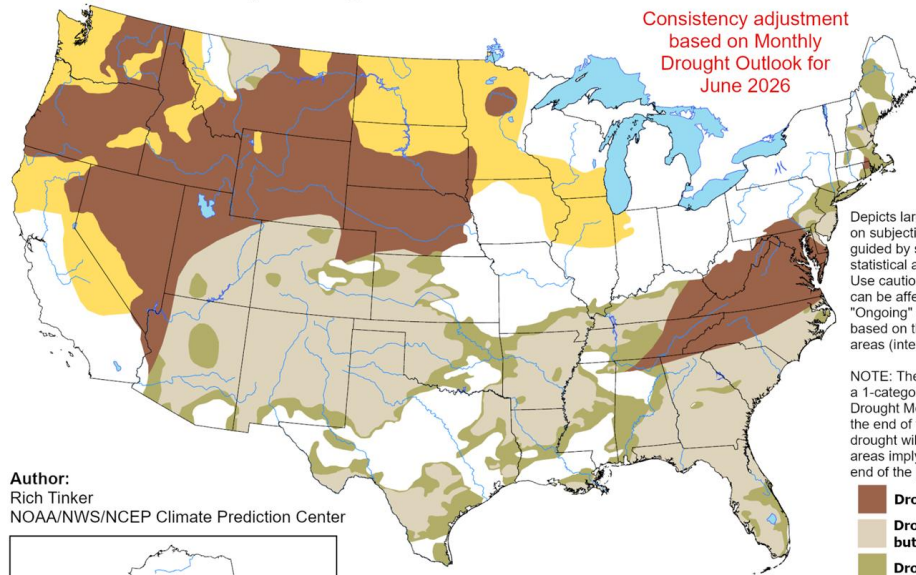 Consistency adjustment
based on Monthly
Drought Outlook for
June 2026
Depicts lar
on subjecti
guided by s
statistical a
Use cautio
can be affe
"Ongoing"
based on t
areas (inte
NOTE: The
a 1-catego
Drought Mo
the end of
drought wil
areas imply
end of the
Author:
Rich Tinker
NOAA/NWS/NCEP Climate Prediction Center
Dro
Dro
but
Dro